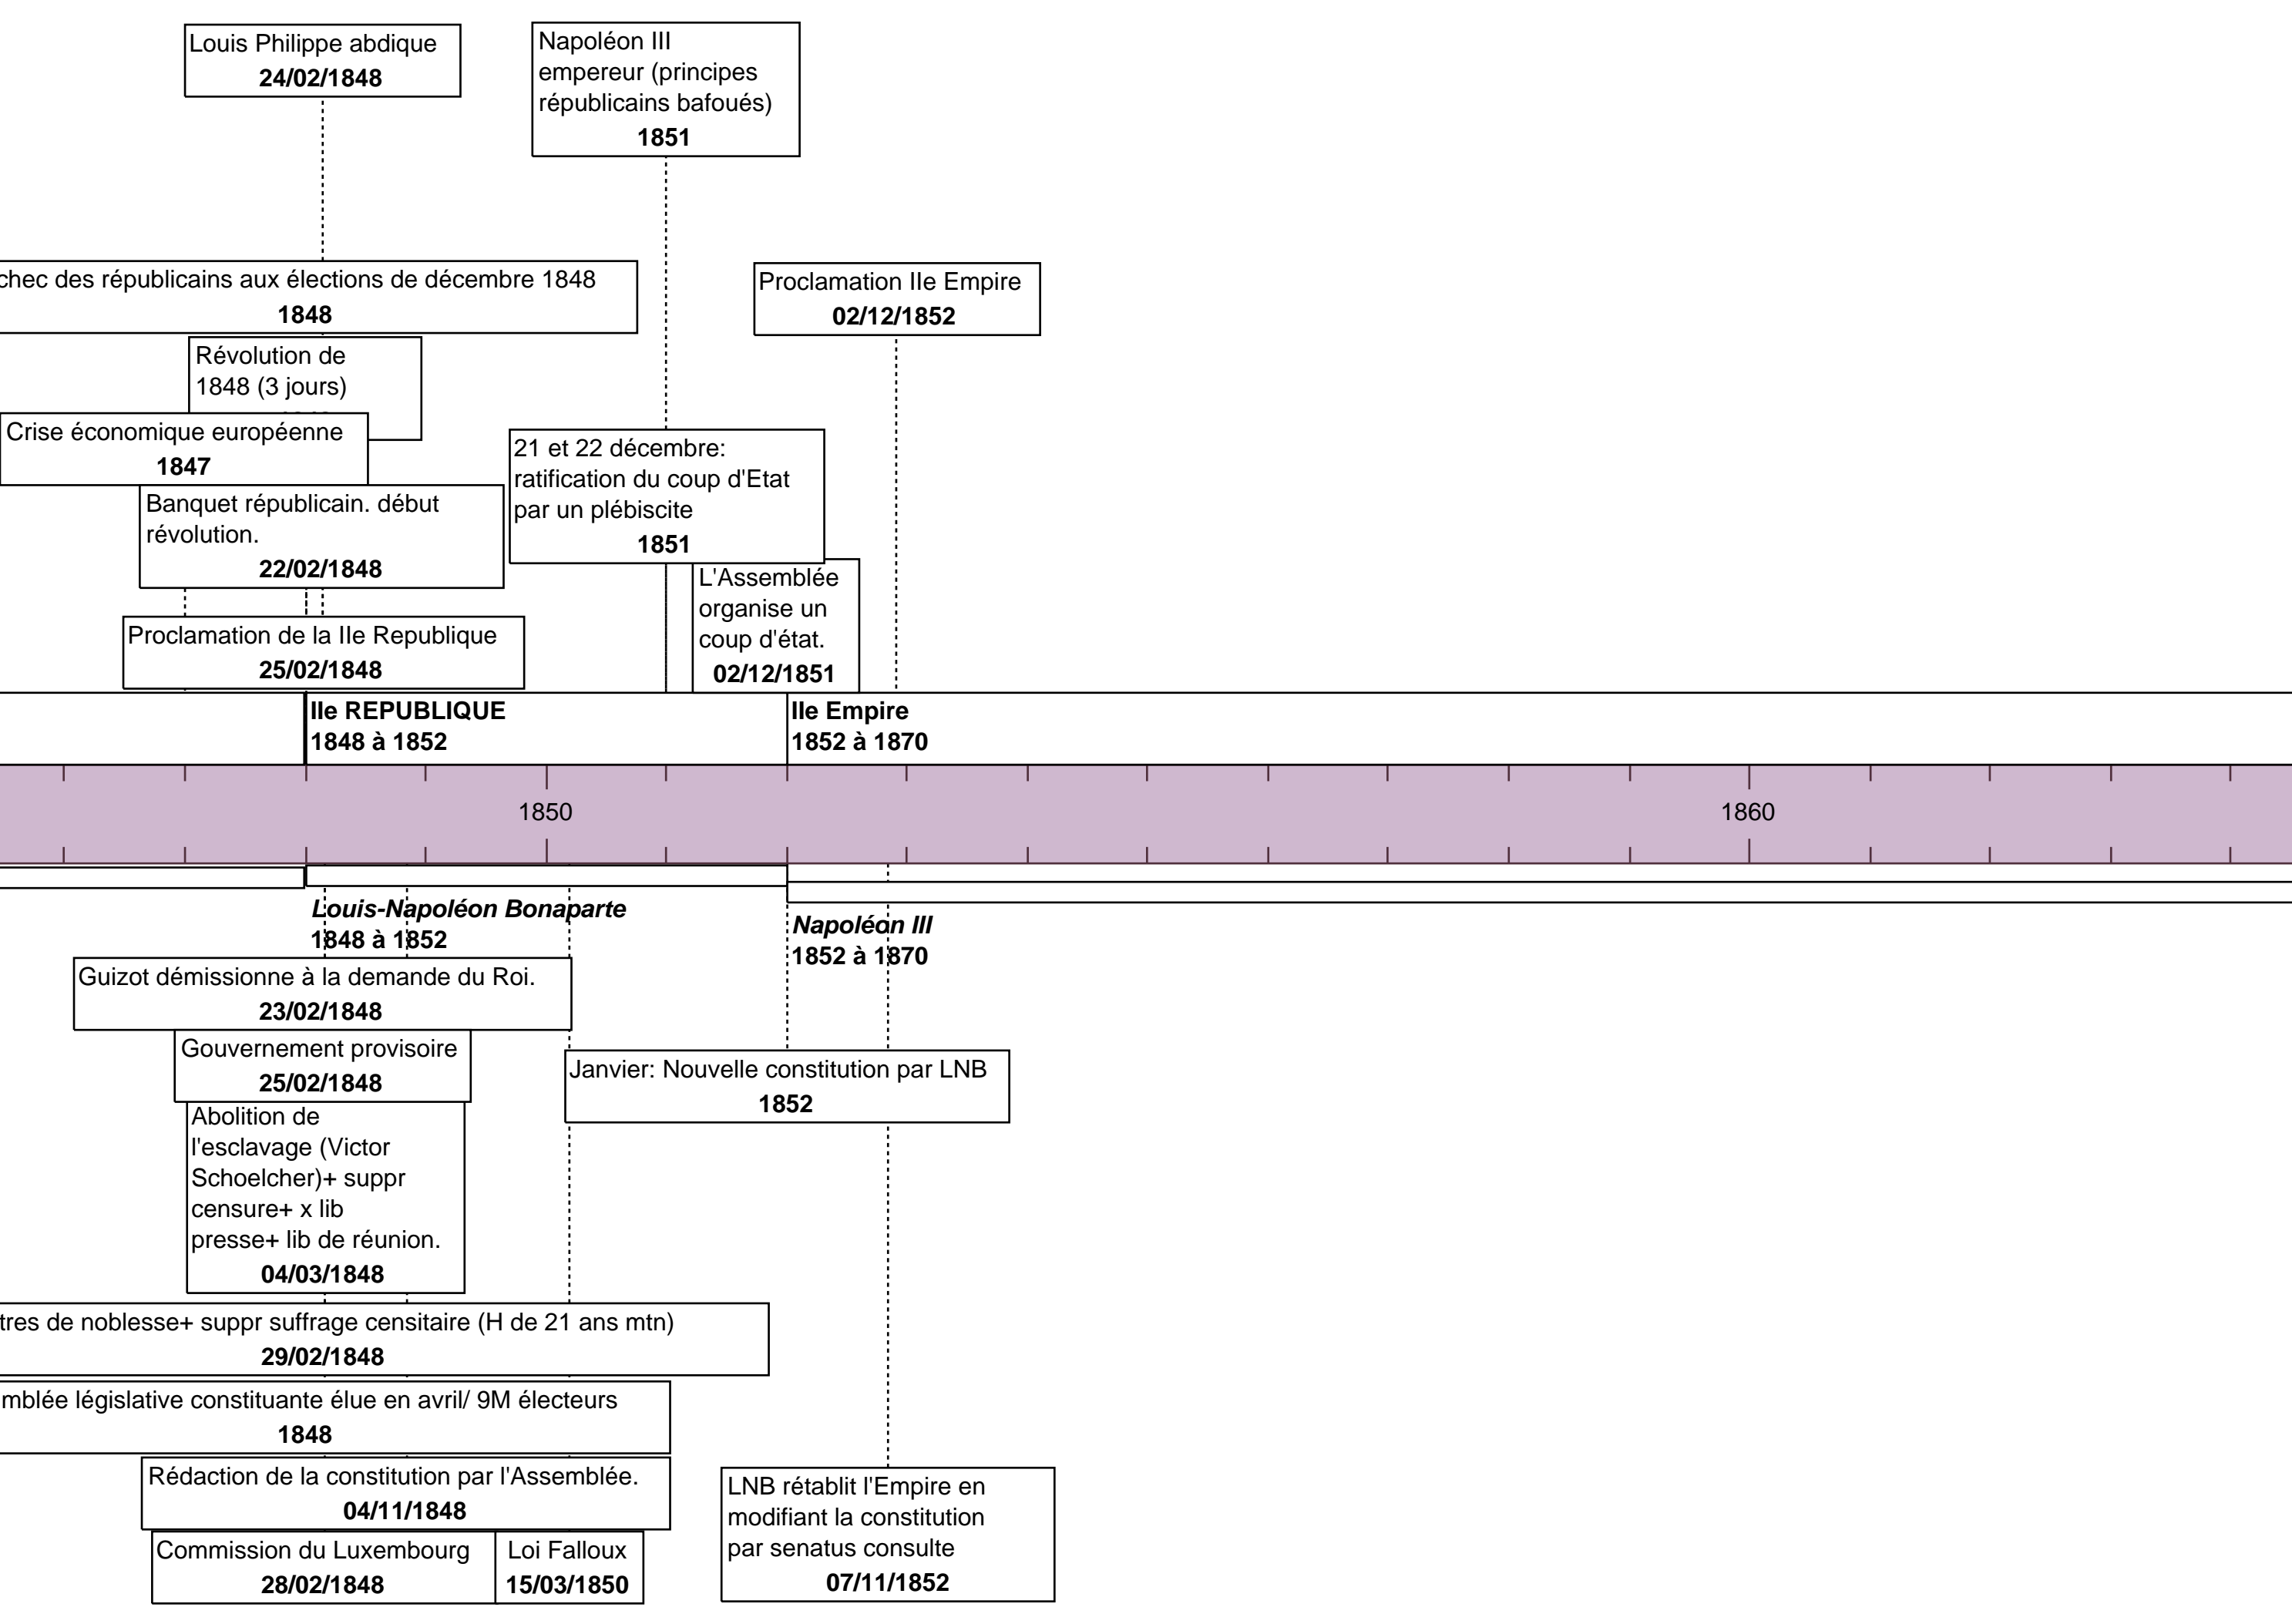 Louis Philippe abdique
24/02/1848
Napoléon III
empereur (principes
républicains bafoués)
1851
chec des républicains aux élections de décembre 1848
1848
Proclamation IIe Empire
02/12/1852
Révolution de
1848 (3 jours)
Crise économique européenne
1847
21 et 22 décembre:
ratification du coup d'Etat
par un plébiscite
1851
Banquet républicain. début
révolution.
22/02/1848
L'Assemblée
organise un
coup d'état.
02/12/1851
Proclamation de la IIe Republique
25/02/1848
IIe REPUBLIQUE
1848 à 1852
IIe Empire
1852 à 1870
1850
1860
Louis-Napoléon Bonaparte
1848 à 1852
Napoléon III
1852 à 1870
Guizot démissionne à la demande du Roi.
23/02/1848
Gouvernement provisoire
25/02/1848
Janvier: Nouvelle constitution par LNB
1852
Abolition de
l'esclavage (Victor
Schoelcher)+ suppr
censure+ x lib
presse+ lib de réunion.
04/03/1848
tres de noblesse+ suppr suffrage censitaire (H de 21 ans mtn)
29/02/1848
mblée législative constituante élue en avril/ 9M électeurs
1848
Rédaction de la constitution par l'Assemblée.
04/11/1848
LNB rétablit l'Empire en
modifiant la constitution
par senatus consulte
07/11/1852
Commission du Luxembourg
28/02/1848
Loi Falloux
15/03/1850